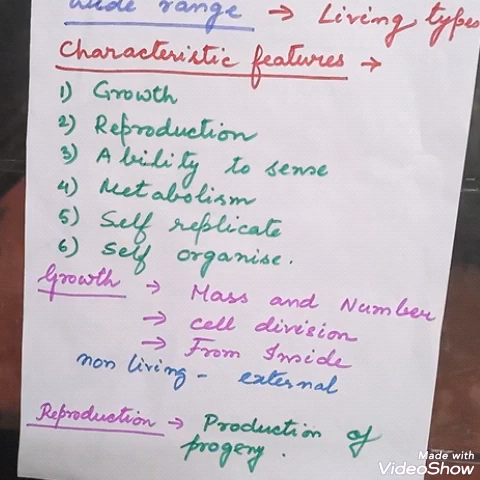 Wide range → Living types
Characteristic features →
1) Growth
2) Reproduction
3) Ability to sense
4) Metabolism
5) Self replicate
6) Self organise.
Growth → Mass and Number
→ cell division
→ From Inside
non living - external
Reproduction → Production of
progeny.
Made with
VideoShow